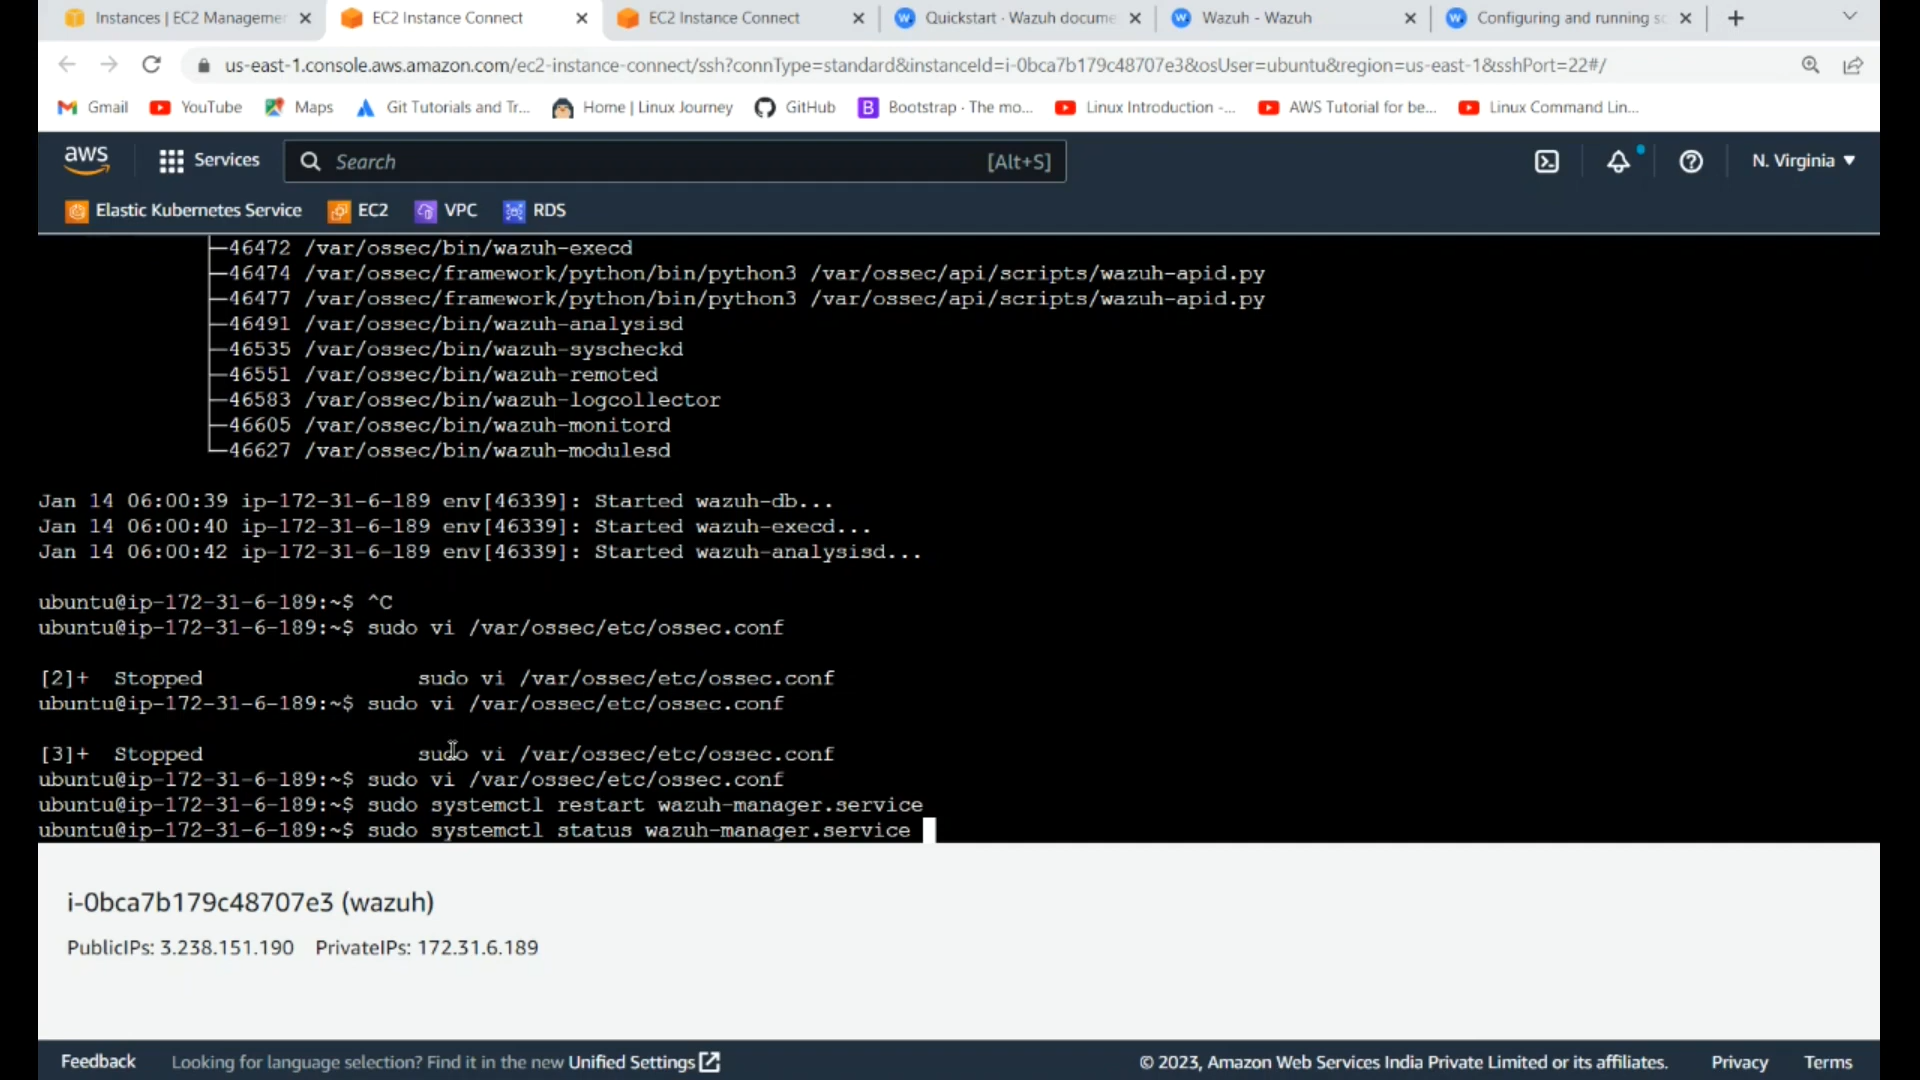 Instances | EC2 Manageme
EC2 Instance Connect
EC2 Instance Connect
Quickstart · Wazuh docume
Wazuh - Wazuh
Configuring and running sc
us-east-1.console.aws.amazon.com/ec2-instance-connect/ssh?connType=standard&instanceId=i-0bca7b179c48707e3&osUser=ubuntu&region=us-east-1&sshPort=22#/
Gmail
YouTube
Maps
Git Tutorials and Tr...
Home | Linux Journey
GitHub
Bootstrap · The mo...
Linux Introduction -...
AWS Tutorial for be...
Linux Command Lin...
aws
Services
Search
[Alt+S]
N. Virginia
Elastic Kubernetes Service
EC2
VPC
RDS
├─46472 /var/ossec/bin/wazuh-execd
├─46474 /var/ossec/framework/python/bin/python3 /var/ossec/api/scripts/wazuh-apid.py
├─46477 /var/ossec/framework/python/bin/python3 /var/ossec/api/scripts/wazuh-apid.py
├─46491 /var/ossec/bin/wazuh-analysisd
├─46535 /var/ossec/bin/wazuh-syscheckd
├─46551 /var/ossec/bin/wazuh-remoted
├─46583 /var/ossec/bin/wazuh-logcollector
├─46605 /var/ossec/bin/wazuh-monitord
└─46627 /var/ossec/bin/wazuh-modulesd
Jan 14 06:00:39 ip-172-31-6-189 env[46339]: Started wazuh-db...
Jan 14 06:00:40 ip-172-31-6-189 env[46339]: Started wazuh-execd...
Jan 14 06:00:42 ip-172-31-6-189 env[46339]: Started wazuh-analysisd...
ubuntu@ip-172-31-6-189:~$ ^C
ubuntu@ip-172-31-6-189:~$ sudo vi /var/ossec/etc/ossec.conf
[2]+  Stopped                 sudo vi /var/ossec/etc/ossec.conf
ubuntu@ip-172-31-6-189:~$ sudo vi /var/ossec/etc/ossec.conf
[3]+  Stopped                 sudo vi /var/ossec/etc/ossec.conf
ubuntu@ip-172-31-6-189:~$ sudo vi /var/ossec/etc/ossec.conf
ubuntu@ip-172-31-6-189:~$ sudo systemctl restart wazuh-manager.service
ubuntu@ip-172-31-6-189:~$ sudo systemctl status wazuh-manager.service
i-0bca7b179c48707e3 (wazuh)
PublicIPs: 3.238.151.190   PrivateIPs: 172.31.6.189
Feedback
Looking for language selection? Find it in the new Unified Settings
© 2023, Amazon Web Services India Private Limited or its affiliates.
Privacy
Terms